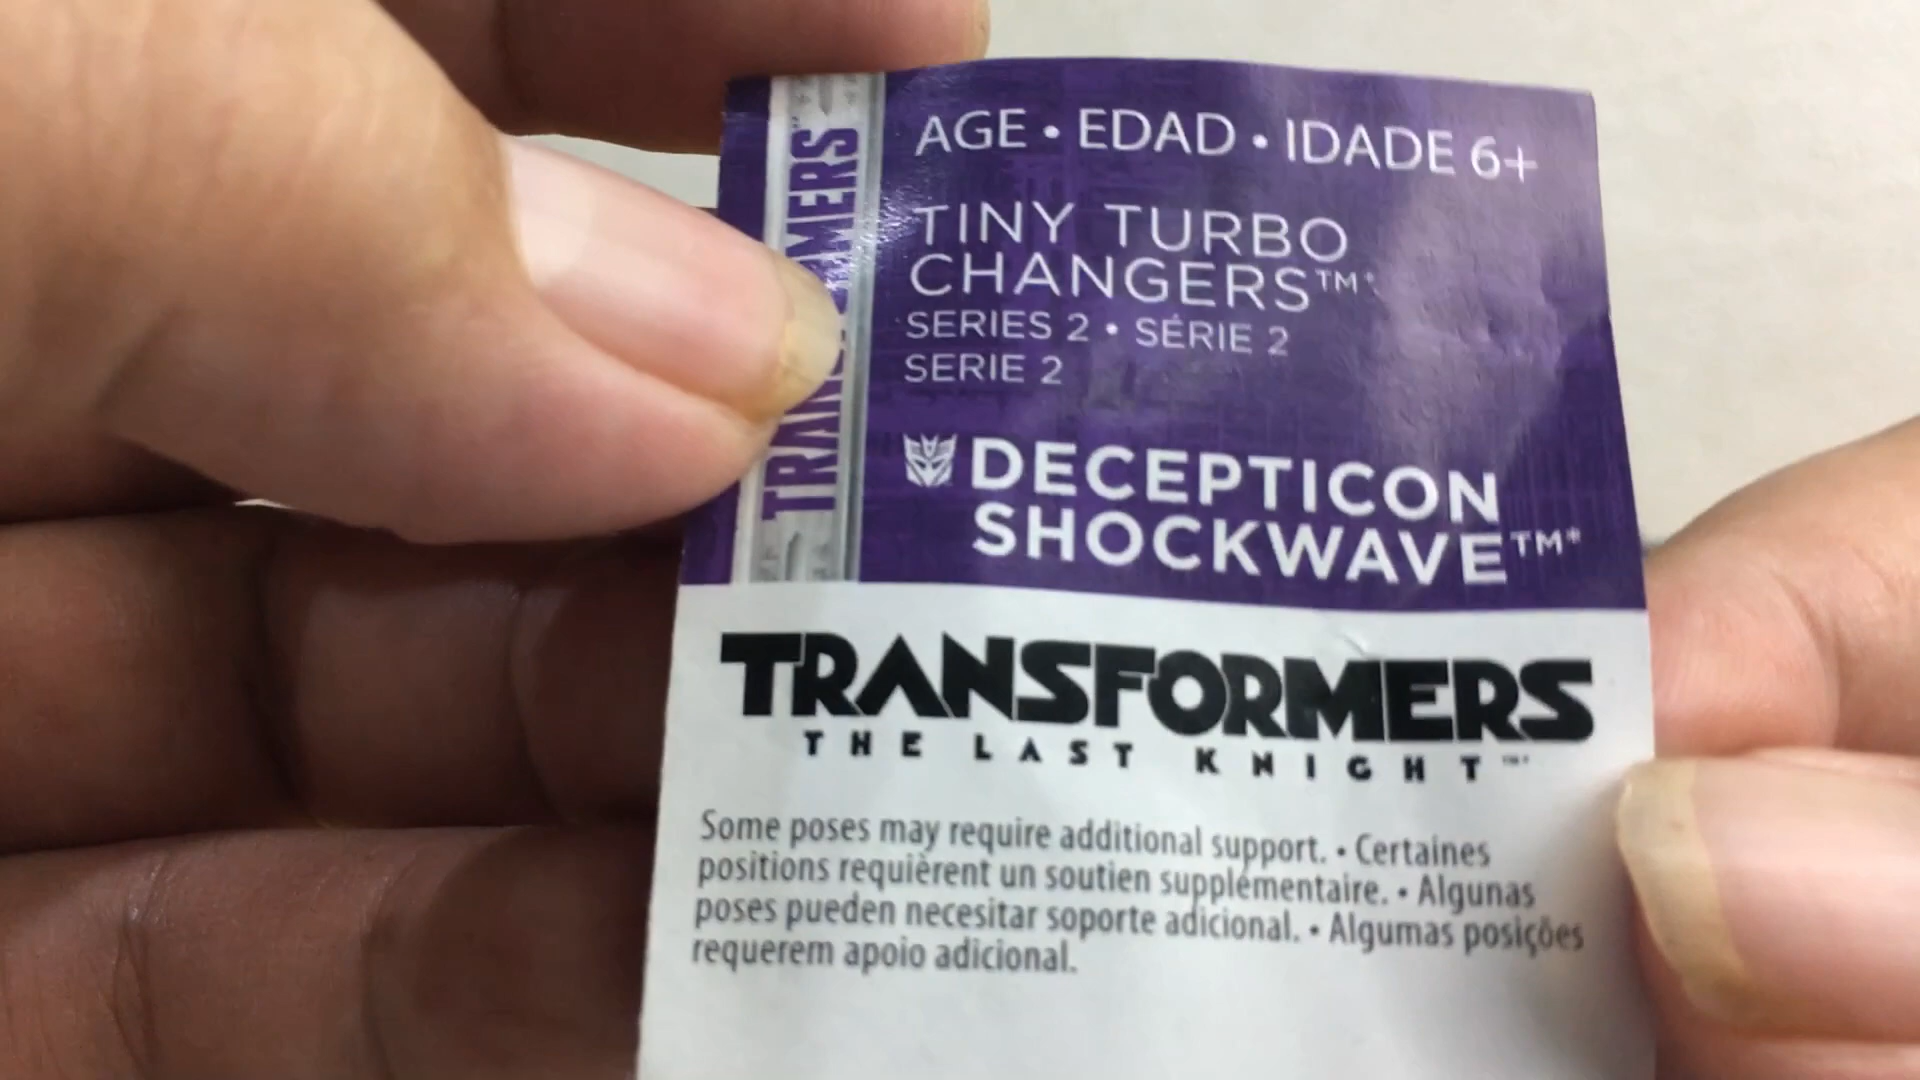 AGE • EDAD • IDADE 6+
TINY TURBO
CHANGERS™*
SERIES 2 • SÉRIE 2
SERIE 2
DECEPTICON
SHOCKWAVE™*
TRANSFORMERS
THE LAST KNIGHT™*
Some poses may require additional support. • Certaines
positions requièrent un soutien supplémentaire. • Algunas
poses pueden necesitar soporte adicional. • Algumas posições
requerem apoio adicional.